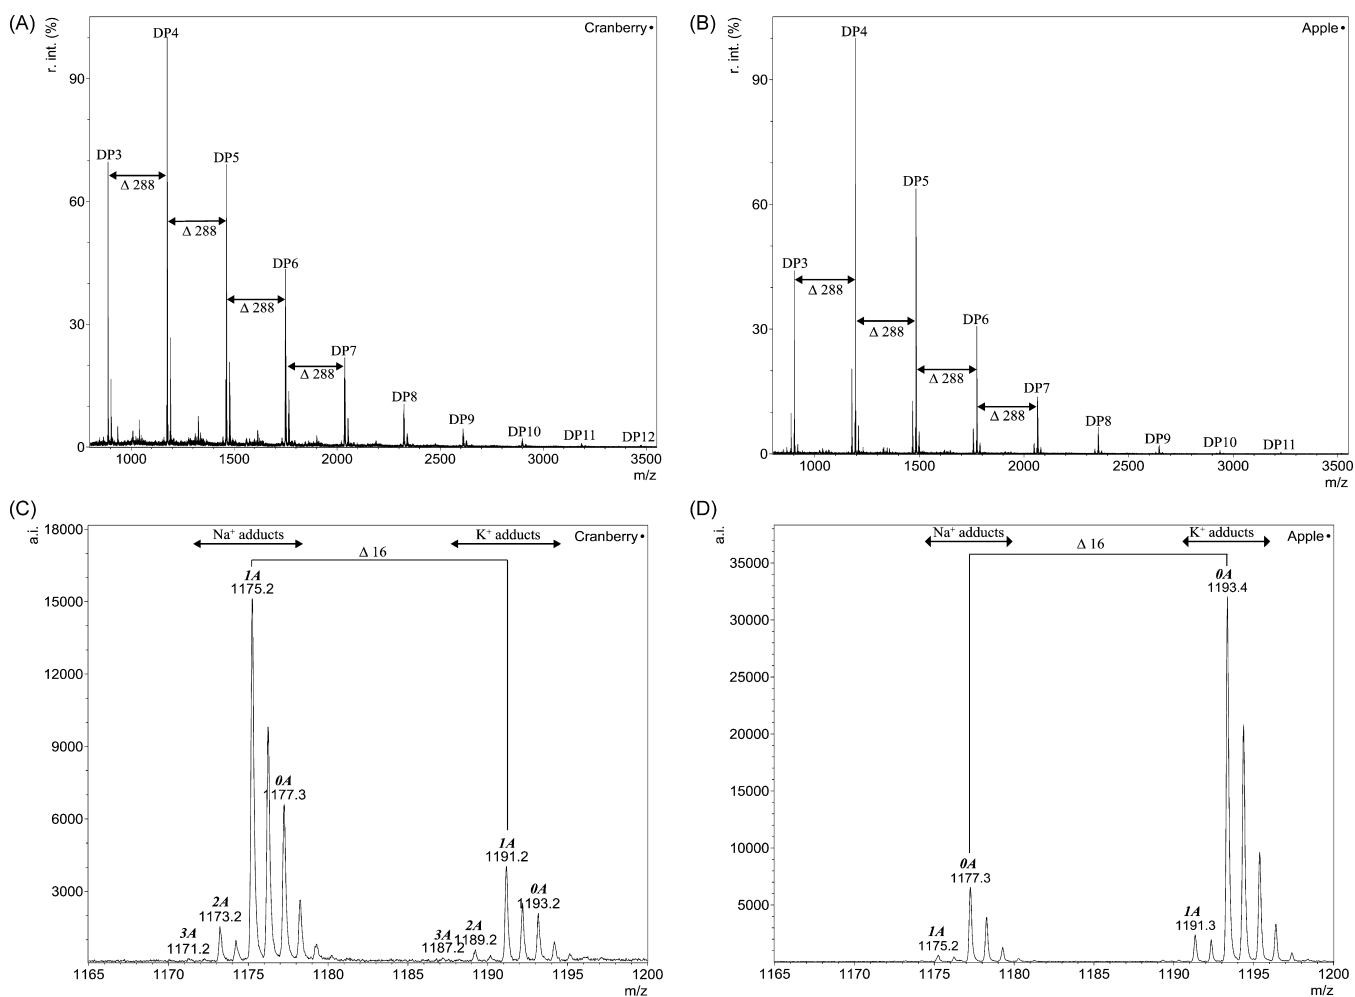 (A)
r. int. (%)
Cranberry •
DP4
90
DP3
DP5
Δ 288
60
Δ 288
DP6
Δ 288
30
DP7
Δ 288
DP8
DP9
DP10
DP11
DP12
0
1000 1500 2000 2500 3000 3500
m/z
(B)
r. int. (%)
Apple •
DP4
90
DP5
60
DP3
Δ 288
Δ 288
30
DP6
Δ 288
DP7
Δ 288
DP8
DP9
DP10
DP11
0
1000 1500 2000 2500 3000 3500
m/z
(C)
a.i.
18000
Na⁺ adducts
K⁺ adducts
Cranberry •
Δ 16
1A
1175.2
15000
12000
9000
0A
1177.3
6000
1A
1191.2
3000
2A
1173.2
3A
1171.2
0A
1193.2
2A
1189.2
3A
1187.2
1165 1170 1175 1180 1185 1190 1195 1200
m/z
(D)
a.i.
Na⁺ adducts
K⁺ adducts
Apple •
Δ 16
35000
0A
1193.4
30000
25000
20000
15000
10000
0A
1177.3
5000
1A
1175.2
1A
1191.3
1165 1170 1175 1180 1185 1190 1195 1200
m/z